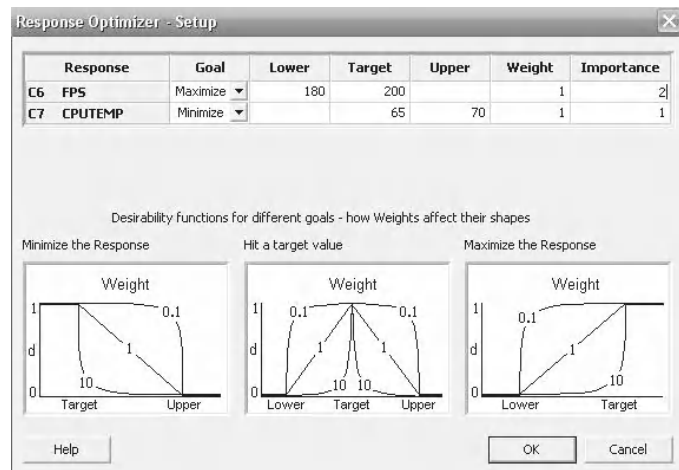 Response Optimizer - Setup
Response Goal Lower Target Upper Weight Importance
C6 FPS Maximize 180 200 1 2
C7 CPUTEMP Minimize 65 70 1 1
Desirability functions for different goals - how Weights affect their shapes
Minimize the Response Hit a target value Maximize the Response
Weight Weight Weight
1 0.1 1 0.1 0.1 1 0.1
d 1 d 1 1 d 1
0 10 0 10 10 0 10
Target Upper Lower Target Upper Lower Target
Help OK Cancel